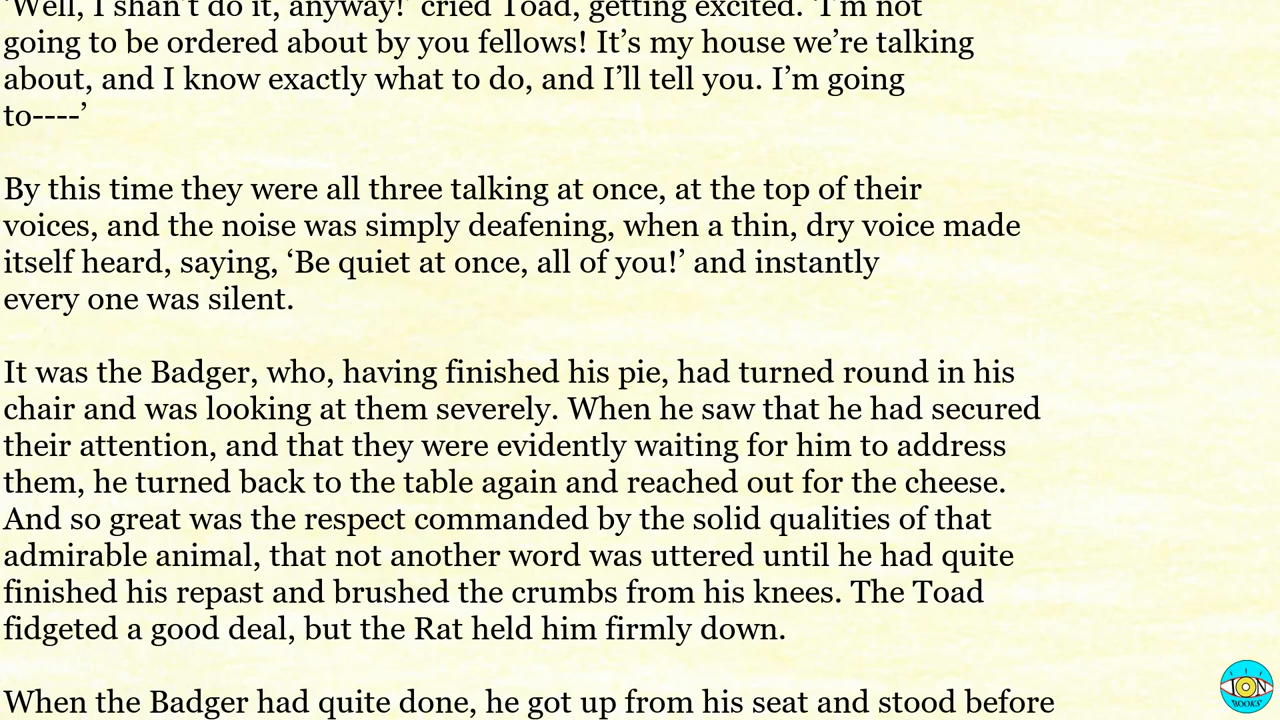 ‘Well, I shan’t do it, anyway!’ cried Toad, getting excited. ‘I’m not
going to be ordered about by you fellows! It’s my house we’re talking
about, and I know exactly what to do, and I’ll tell you. I’m going
to----’
By this time they were all three talking at once, at the top of their
voices, and the noise was simply deafening, when a thin, dry voice made
itself heard, saying, ‘Be quiet at once, all of you!’ and instantly
every one was silent.
It was the Badger, who, having finished his pie, had turned round in his
chair and was looking at them severely. When he saw that he had secured
their attention, and that they were evidently waiting for him to address
them, he turned back to the table again and reached out for the cheese.
And so great was the respect commanded by the solid qualities of that
admirable animal, that not another word was uttered until he had quite
finished his repast and brushed the crumbs from his knees. The Toad
fidgeted a good deal, but the Rat held him firmly down.
When the Badger had quite done, he got up from his seat and stood before
ION
BOOKS